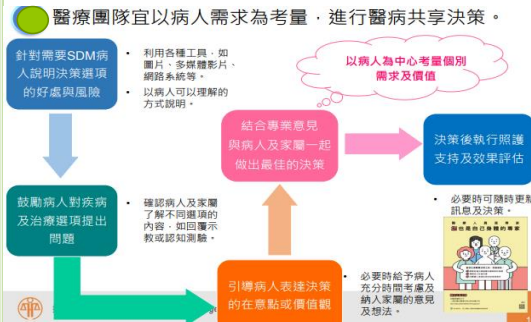 醫療團隊宜以病人需求為考量，進行醫病共享決策。
針對需要SDM病
人說明決策選項
的好處與風險
• 利用各種工具，如
圖片、多媒體影片、
網路系統等。
• 以病人可以理解的
方式說明。
以病人為中心考量個別
需求及價值
結合專業意見
與病人及家屬一起
做出最佳的決策
決策後執行照護
支持及效果評估
鼓勵病人對疾病
及治療選項提出
問題
• 確認病人及家屬
了解不同選項的
內容，如回覆示
教或認知測驗。
• 必要時可隨時更新
訊息及決策。
引導病人表達決策
的在意點或價值觀
• 必要時給予病人
充分時間考慮及
納入家屬的意見
及想法。